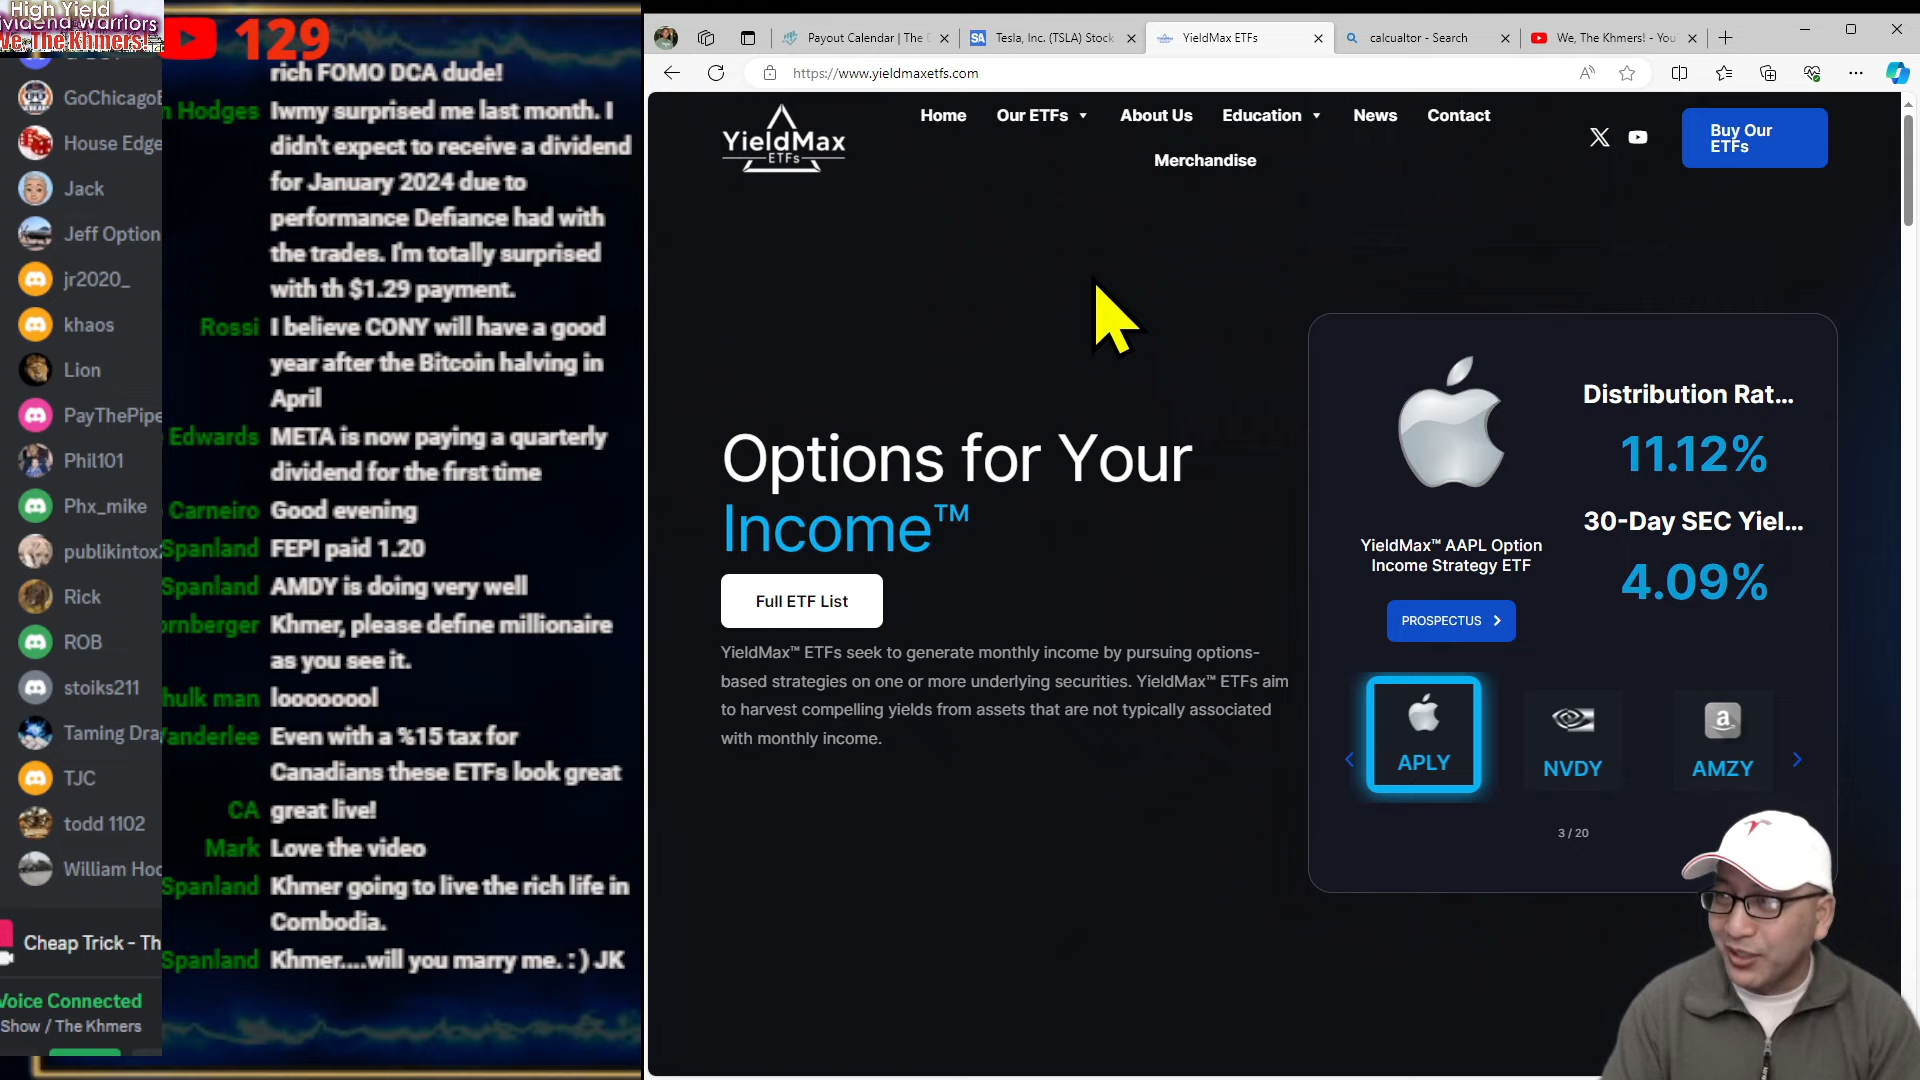 High Yield
Dividend Warriors
We, The Khmers!
129
GoChicagoB
House Edge
Jack
Jeff Option
jr2020_
khaos
Lion
PayThePipe
Phil101
Phx_mike
publikintox
Rick
ROB
stoiks211
Taming Dra
TJC
todd 1102
William Hoo
Cheap Trick - Th
Voice Connected
Show / The Khmers
rich FOMO DCA dude!
Hodges Iwmy surprised me last month. I
didn't expect to receive a dividend
for January 2024 due to
performance Defiance had with
the trades. I'm totally surprised
with th $1.29 payment.
Rossi I believe CONY will have a good
year after the Bitcoin halving in
April
Edwards META is now paying a quarterly
dividend for the first time
Carneiro Good evening
Spanland FEPI paid 1.20
Spanland AMDY is doing very well
ornberger Khmer, please define millionaire
as you see it.
hulk man loooooool
Vanderlee Even with a %15 tax for
Canadians these ETFs look great
CA great live!
Mark Love the video
Spanland Khmer going to live the rich life in
Combodia.
Spanland Khmer....will you marry me. : ) JK
Payout Calendar | The D
SA Tesla, Inc. (TSLA) Stock
YieldMax ETFs
calcualtor - Search
We, The Khmers! - You
https://www.yieldmaxetfs.com
YieldMax
ETFs
Home
Our ETFs
About Us
Education
News
Contact
Merchandise
Buy Our
ETFs
Options for Your
Income™
Full ETF List
YieldMax™ ETFs seek to generate monthly income by pursuing options-
based strategies on one or more underlying securities. YieldMax™ ETFs aim
to harvest compelling yields from assets that are not typically associated
with monthly income.
Distribution Rat...
11.12%
30-Day SEC Yiel...
4.09%
YieldMax™ AAPL Option
Income Strategy ETF
PROSPECTUS
APLY
NVDY
AMZY
3 / 20